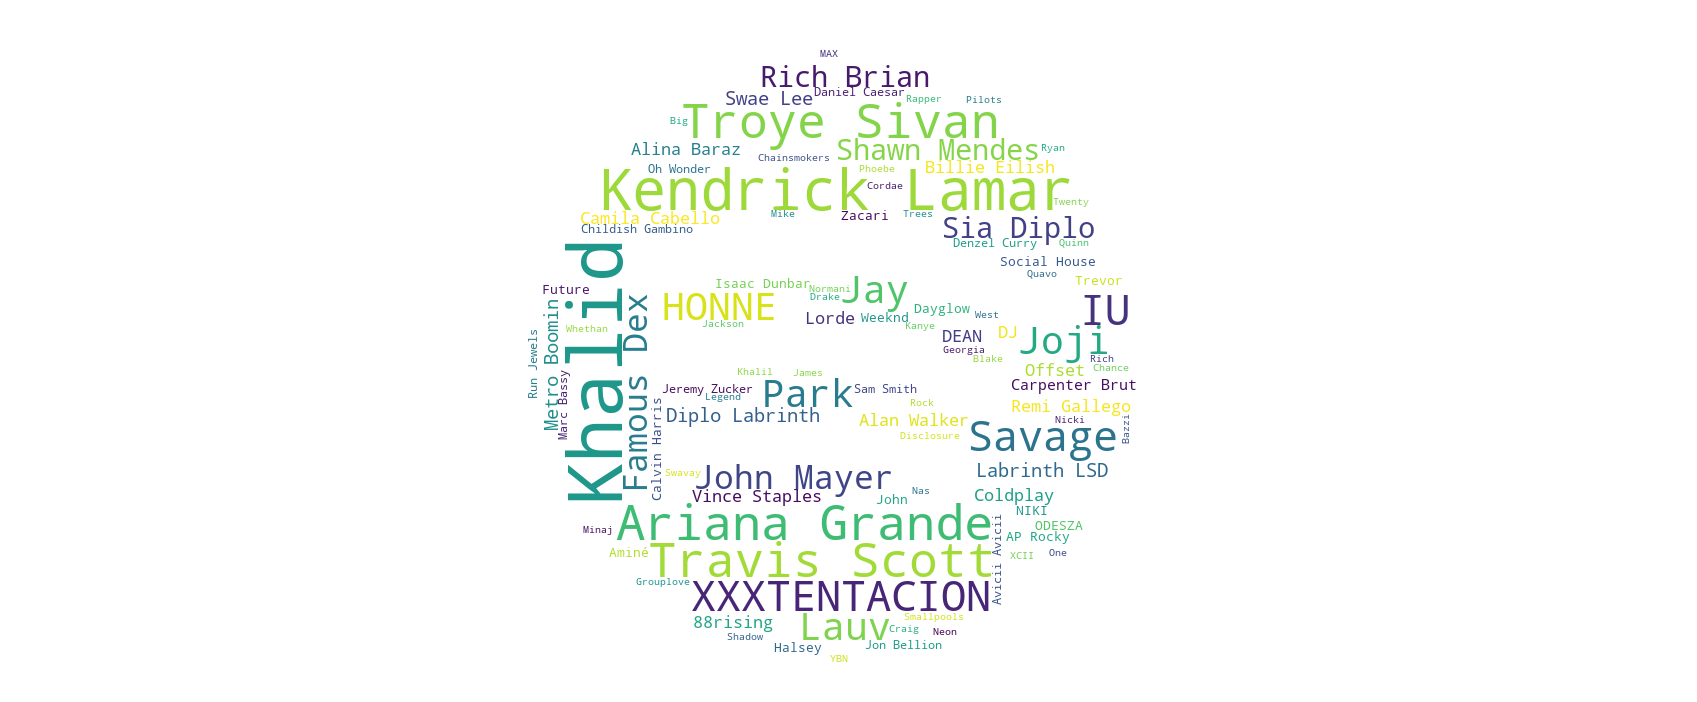 MAX
Rich Brian
Daniel Caesar
Swae Lee
Rapper
Pilots
Big
Troye Sivan
Alina Baraz
Shawn Mendes
Ryan
Chainsmokers
Oh Wonder
Phoebe
Billie Eilish
Kendrick Lamar
Cordae
Twenty
Camila Cabello
Mike
Zacari
Trees
Childish Gambino
Sia Diplo
Denzel Curry
Quinn
Social House
Quavo
Khalid
Isaac Dunbar
Normani
Jay
Trevor
Future
Drake
HONNE
Dayglow
IU
Lorde
Weeknd
West
Whethan
Jackson
Kanye
Famous Dex
Metro Boomin
DEAN
DJ
Joji
Run Jewels
Georgia
Blake
Rich
Marc Bassy
Khalil
James
Offset
Chance
Jeremy Zucker
Park
Sam Smith
Carpenter Brut
Legend
Calvin Harris
Rock
Remi Gallego
Diplo Labrinth
Alan Walker
Nicki
Bazzi
Disclosure
Savage
Swavay
John Mayer
Labrinth LSD
Vince Staples
John
Nas
Coldplay
NIKI
Minaj
Ariana Grande
ODESZA
AP Rocky
Avicii Avicii
Aminé
Travis Scott
XCII
One
Grouplove
XXXTENTACION
88rising
Lauv
Smallpools
Craig
Neon
Shadow
Halsey
Jon Bellion
YBN